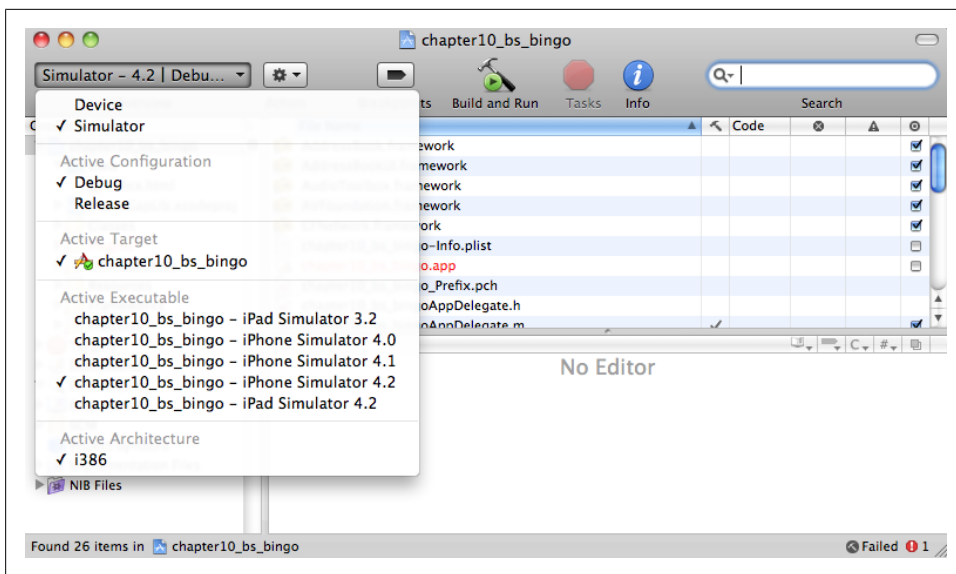 chapter10_bs_bingo
Simulator – 4.2 | Debu...
Q
ts Build and Run Tasks Info Search
Device
✓ Simulator
Active Configuration
✓ Debug
Release
Active Target
✓ chapter10_bs_bingo
Active Executable
chapter10_bs_bingo – iPad Simulator 3.2
chapter10_bs_bingo – iPhone Simulator 4.0
chapter10_bs_bingo – iPhone Simulator 4.1
✓ chapter10_bs_bingo – iPhone Simulator 4.2
chapter10_bs_bingo – iPad Simulator 4.2
Active Architecture
✓ i386
NIB Files
Code
ework
mework
nework
nework
ork
o-Info.plist
o.app
o_Prefix.pch
oAppDelegate.h
oAppDelegate.m
C #
No Editor
Found 26 items in chapter10_bs_bingo
Failed 1